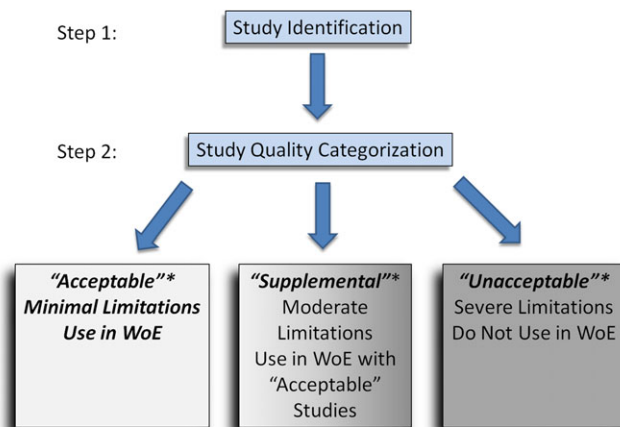 Step 1:
Study Identification
Step 2:
Study Quality Categorization
“Acceptable”*
Minimal Limitations
Use in WoE
“Supplemental”*
Moderate
Limitations
Use in WoE with
“Acceptable”
Studies
“Unacceptable”*
Severe Limitations
Do Not Use in WoE